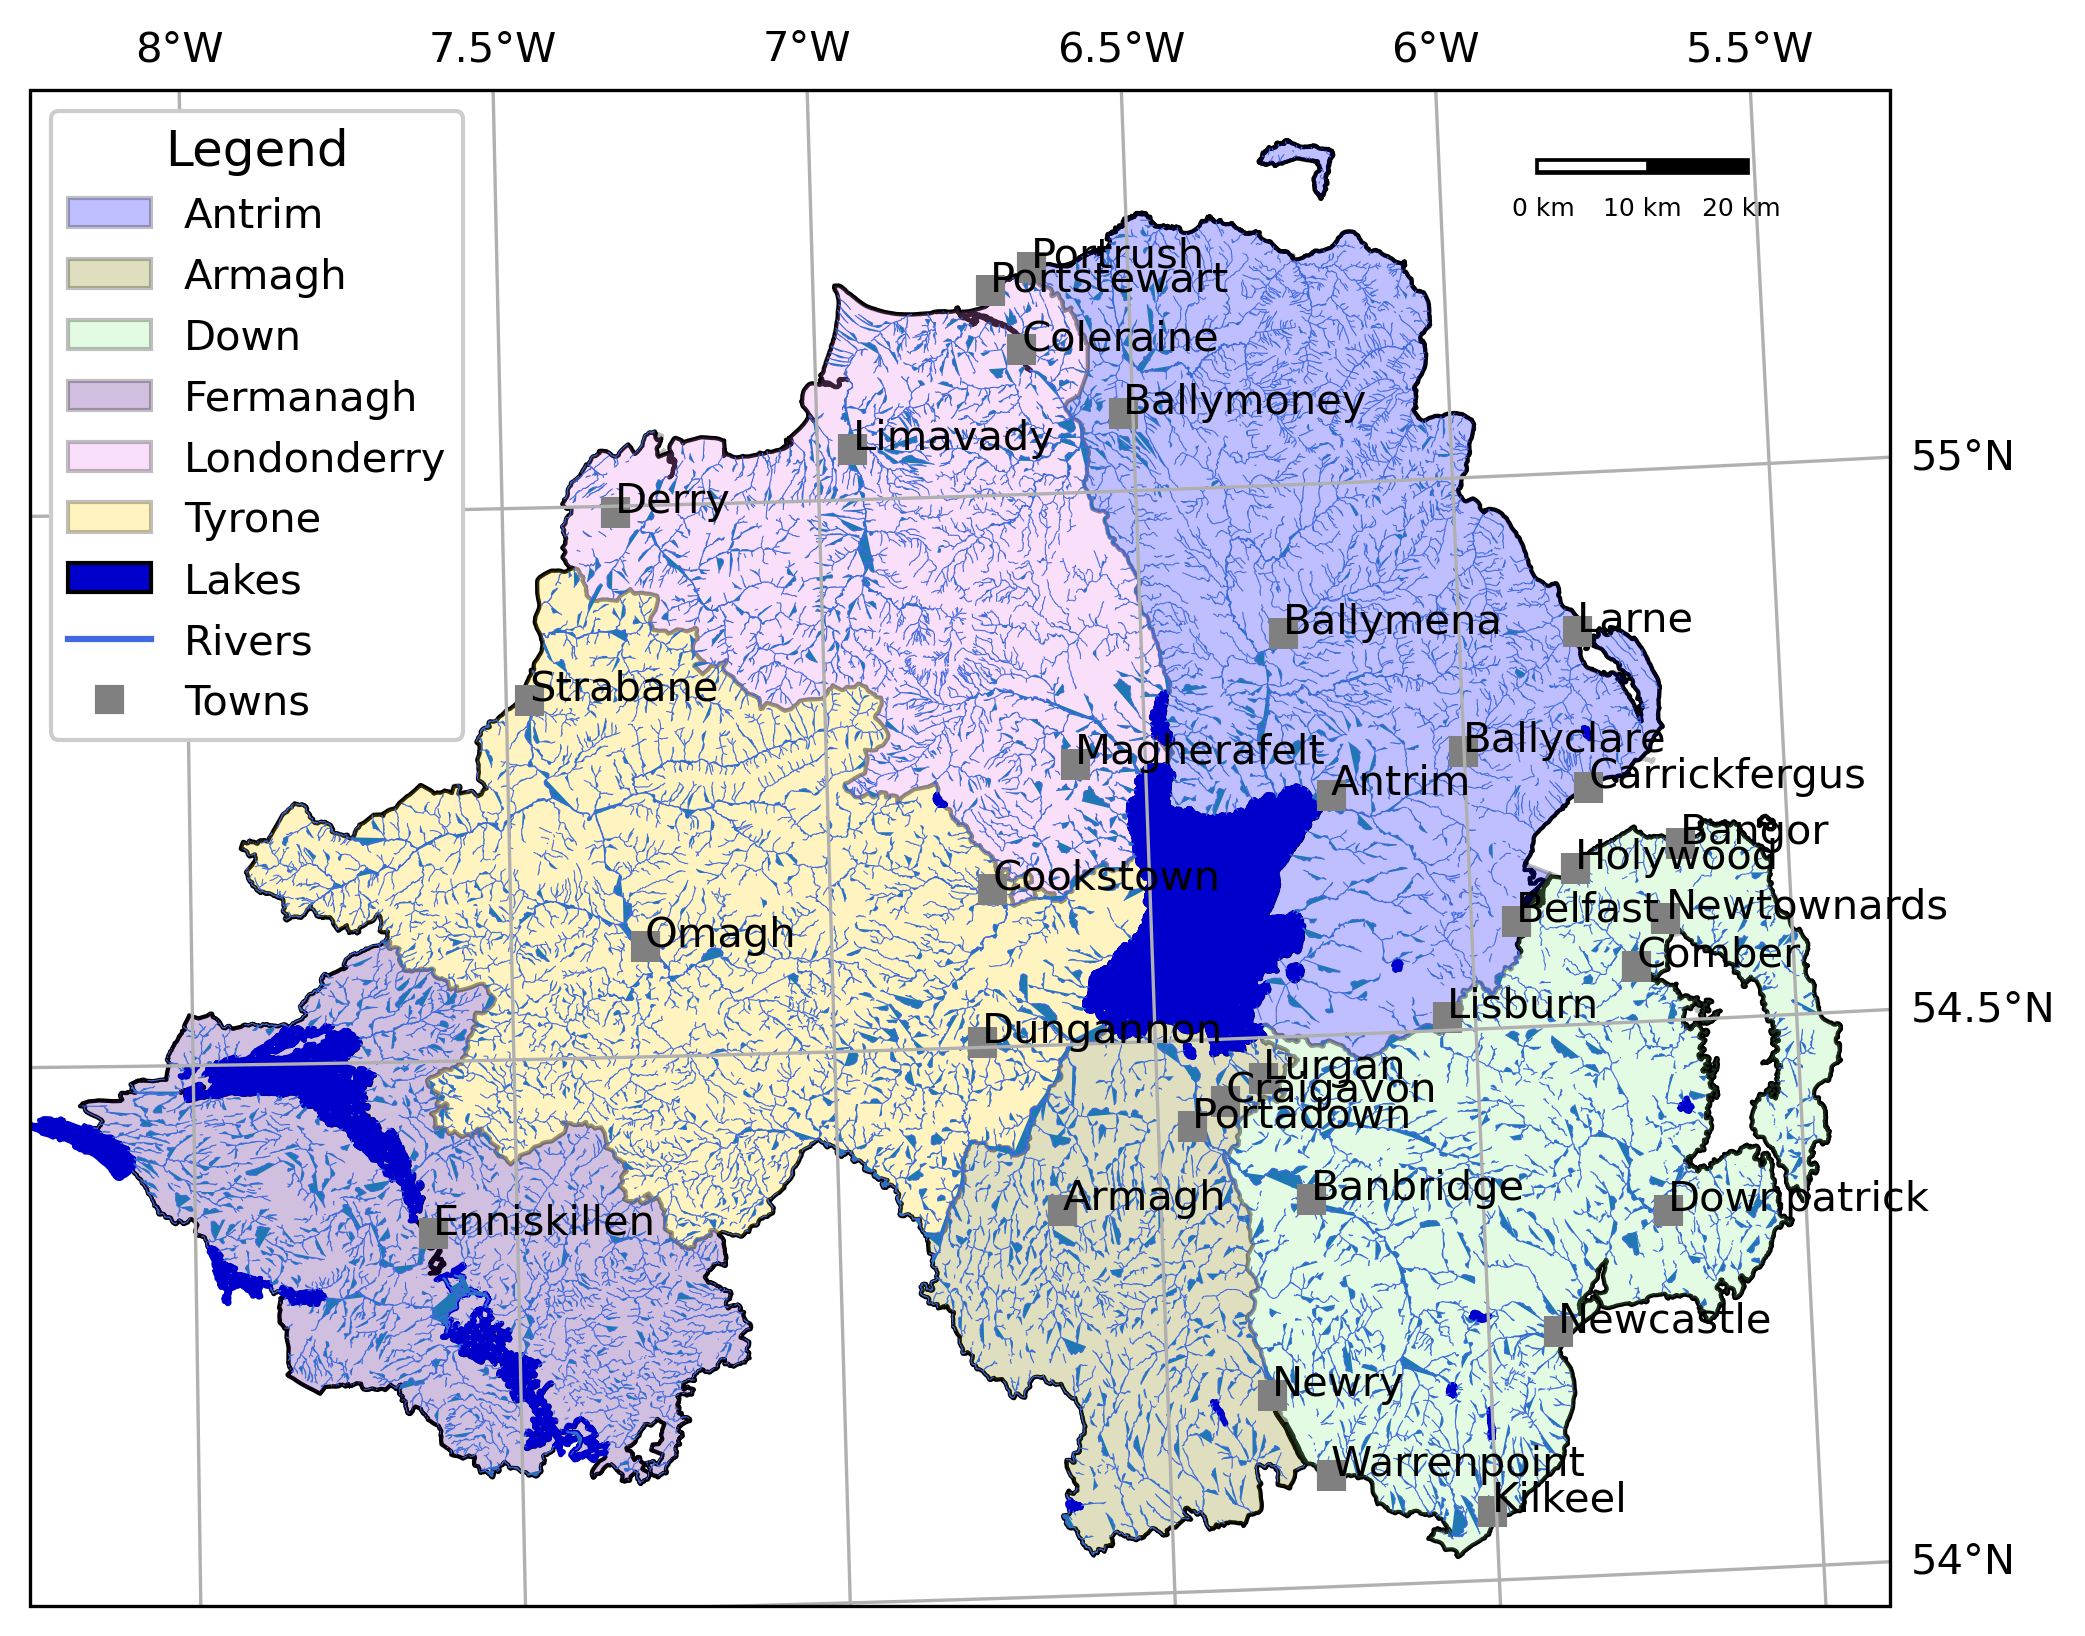 8°W 7.5°W 7°W 6.5°W 6°W 5.5°W
Legend
Antrim
Armagh
Down
Fermanagh
Londonderry
Tyrone
Lakes
Rivers
Towns
0 km 10 km 20 km
Portrush
Portstewart
Coleraine
Ballymoney
Limavady
55°N
Derry
Larne
Ballymena
Strabane
Ballyclare
Magherafelt
Carrickfergus
Antrim
Bangor
Holywood
Cookstown
Newtownards
Belfast
Omagh
Comber
Lisburn
54.5°N
Dungannon
Lurgan
Craigavon
Portadown
Banbridge
Armagh
Downpatrick
Enniskillen
Newcastle
Newry
Warrenpoint
Kilkeel
54°N